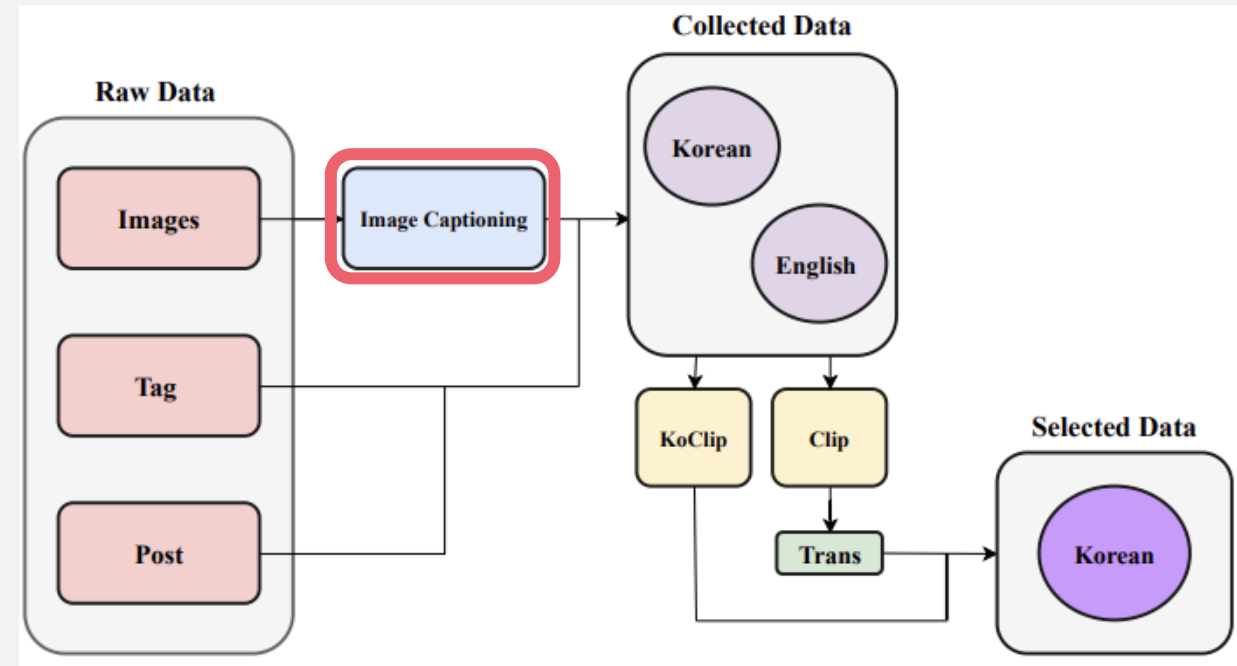 Collected Data
Raw Data
Korean
Images
Image Captioning
English
Tag
KoClip
Clip
Selected Data
Post
Trans
Korean